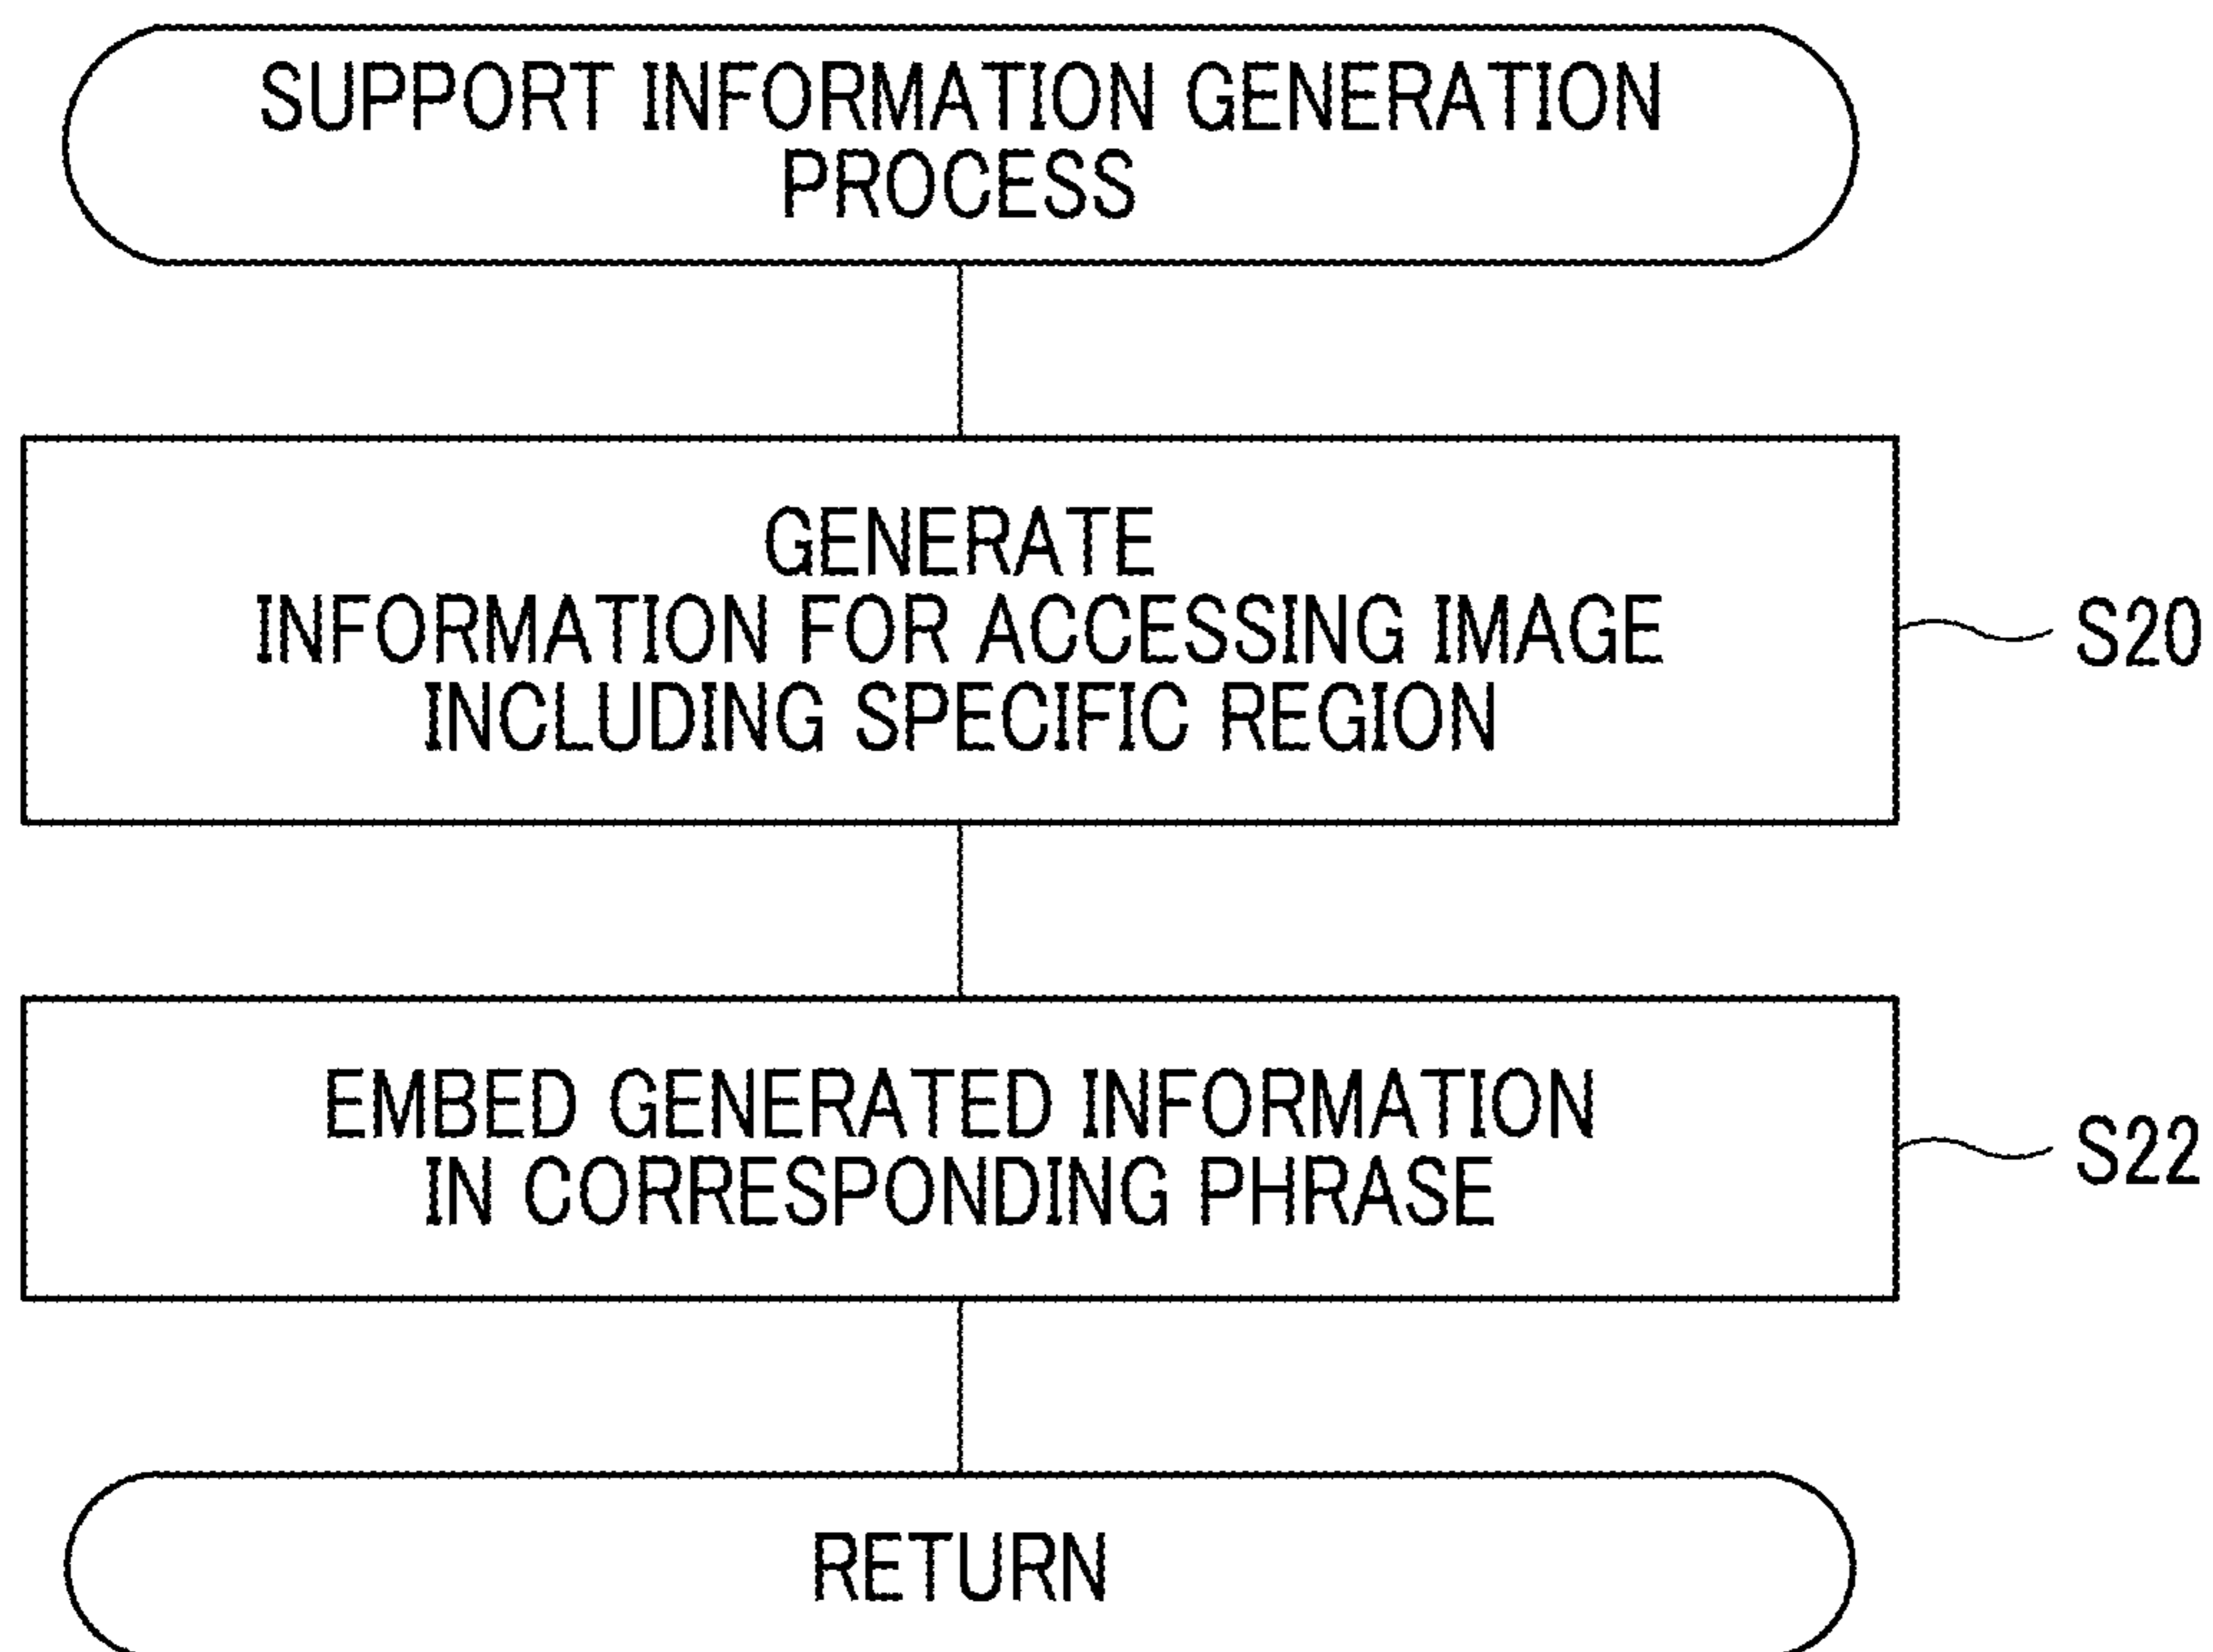 SUPPORT INFORMATION GENERATION
PROCESS
GENERATE
INFORMATION FOR ACCESSING IMAGE
INCLUDING SPECIFIC REGION
S20
EMBED GENERATED INFORMATION
IN CORRESPONDING PHRASE
S22
RETURN